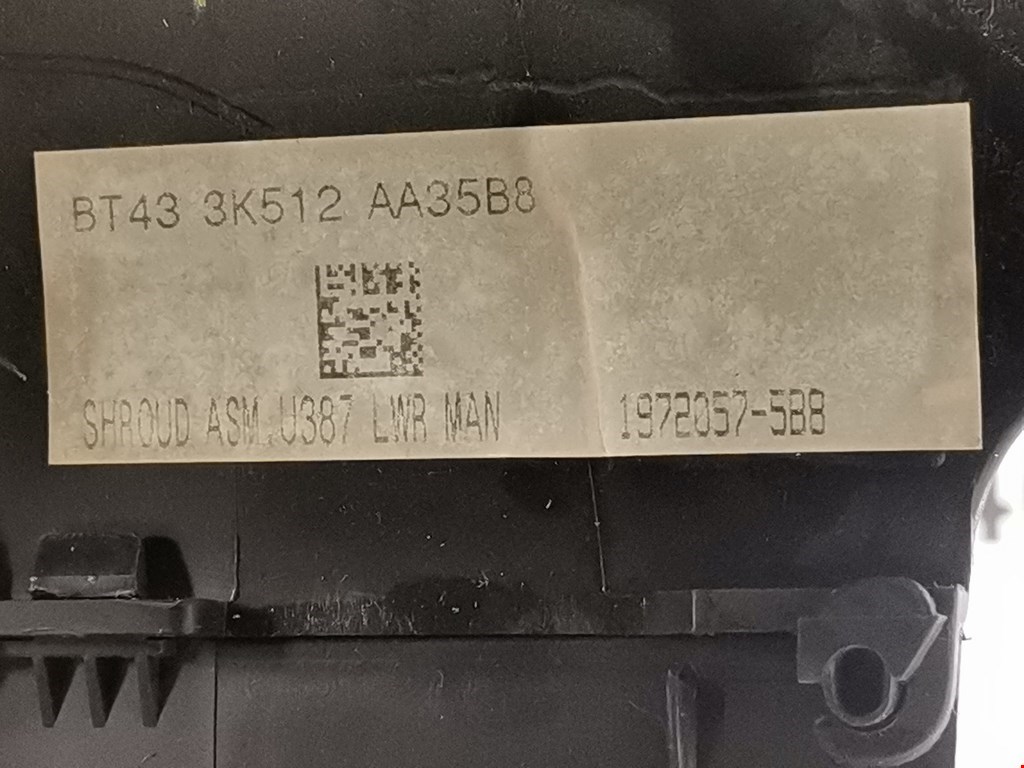 BT43 3K512 AA35B8
SHROUD ASM,U387 LWR MAN
1972057-5B8